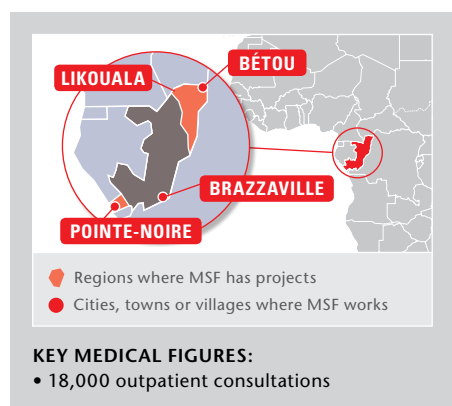 BÉTOU
LIKOUALA
BRAZZAVILLE
POINTE-NOIRE
Regions where MSF has projects
Cities, towns or villages where MSF works
KEY MEDICAL FIGURES:
• 18,000 outpatient consultations